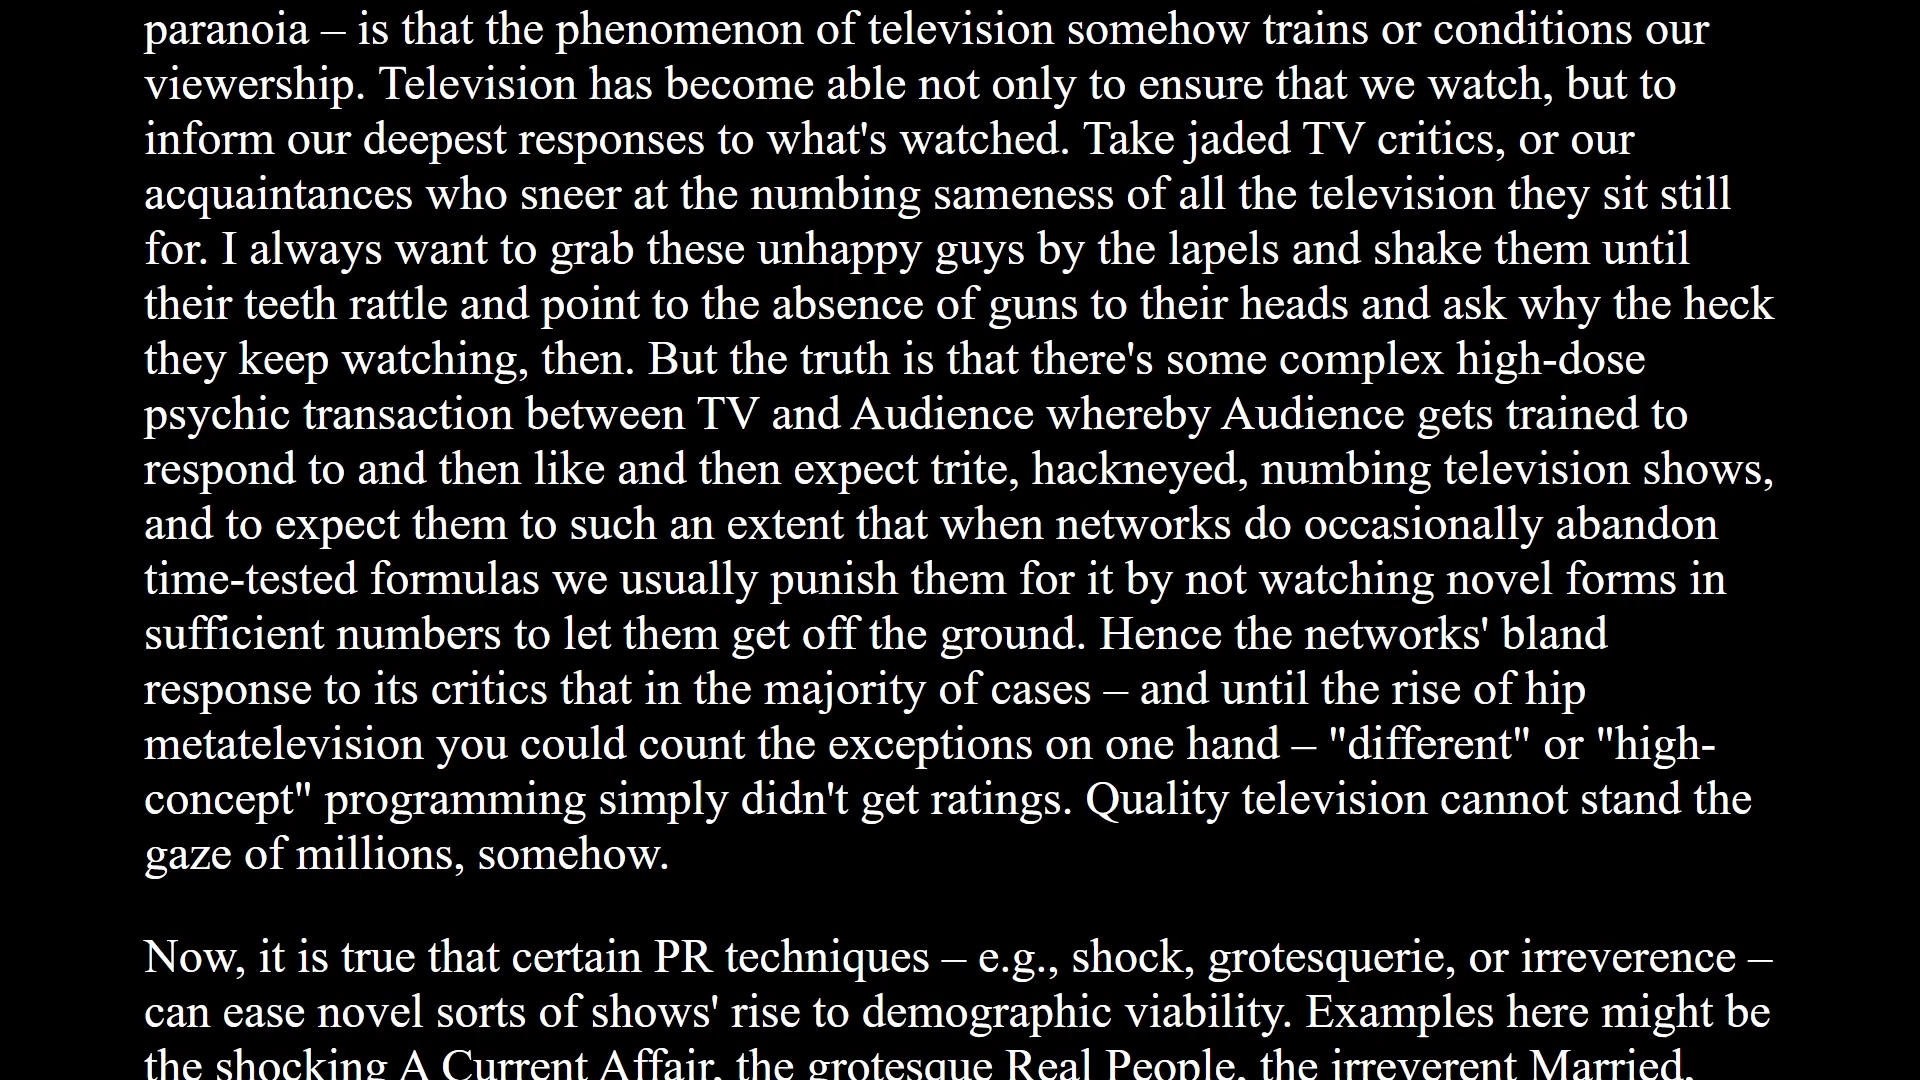 paranoia – is that the phenomenon of television somehow trains or conditions our
viewership. Television has become able not only to ensure that we watch, but to
inform our deepest responses to what's watched. Take jaded TV critics, or our
acquaintances who sneer at the numbing sameness of all the television they sit still
for. I always want to grab these unhappy guys by the lapels and shake them until
their teeth rattle and point to the absence of guns to their heads and ask why the heck
they keep watching, then. But the truth is that there's some complex high-dose
psychic transaction between TV and Audience whereby Audience gets trained to
respond to and then like and then expect trite, hackneyed, numbing television shows,
and to expect them to such an extent that when networks do occasionally abandon
time-tested formulas we usually punish them for it by not watching novel forms in
sufficient numbers to let them get off the ground. Hence the networks' bland
response to its critics that in the majority of cases – and until the rise of hip
metatelevision you could count the exceptions on one hand – "different" or "high-
concept" programming simply didn't get ratings. Quality television cannot stand the
gaze of millions, somehow.
Now, it is true that certain PR techniques – e.g., shock, grotesquerie, or irreverence –
can ease novel sorts of shows' rise to demographic viability. Examples here might be
the shocking A Current Affair, the grotesque Real People, the irreverent Married,